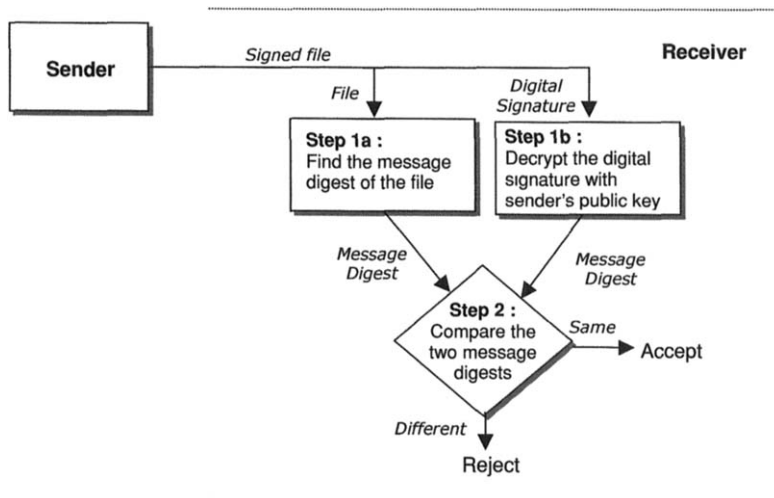 Sender
Signed file
Receiver
File
Digital
Signature
Step 1a :
Find the message
digest of the file
Step 1b :
Decrypt the digital
signature with
sender's public key
Message
Digest
Message
Digest
Step 2 :
Compare the
two message
digests
Same
Accept
Different
Reject